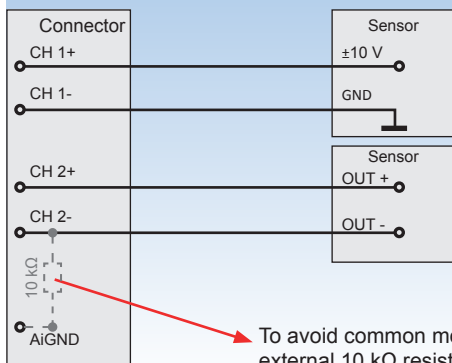 Connector
CH 1+
CH 1-
CH 2+
CH 2-
10 kΩ
AiGND
Sensor
±10 V
GND
Sensor
OUT +
OUT -
To avoid common
external 10 kΩ resist